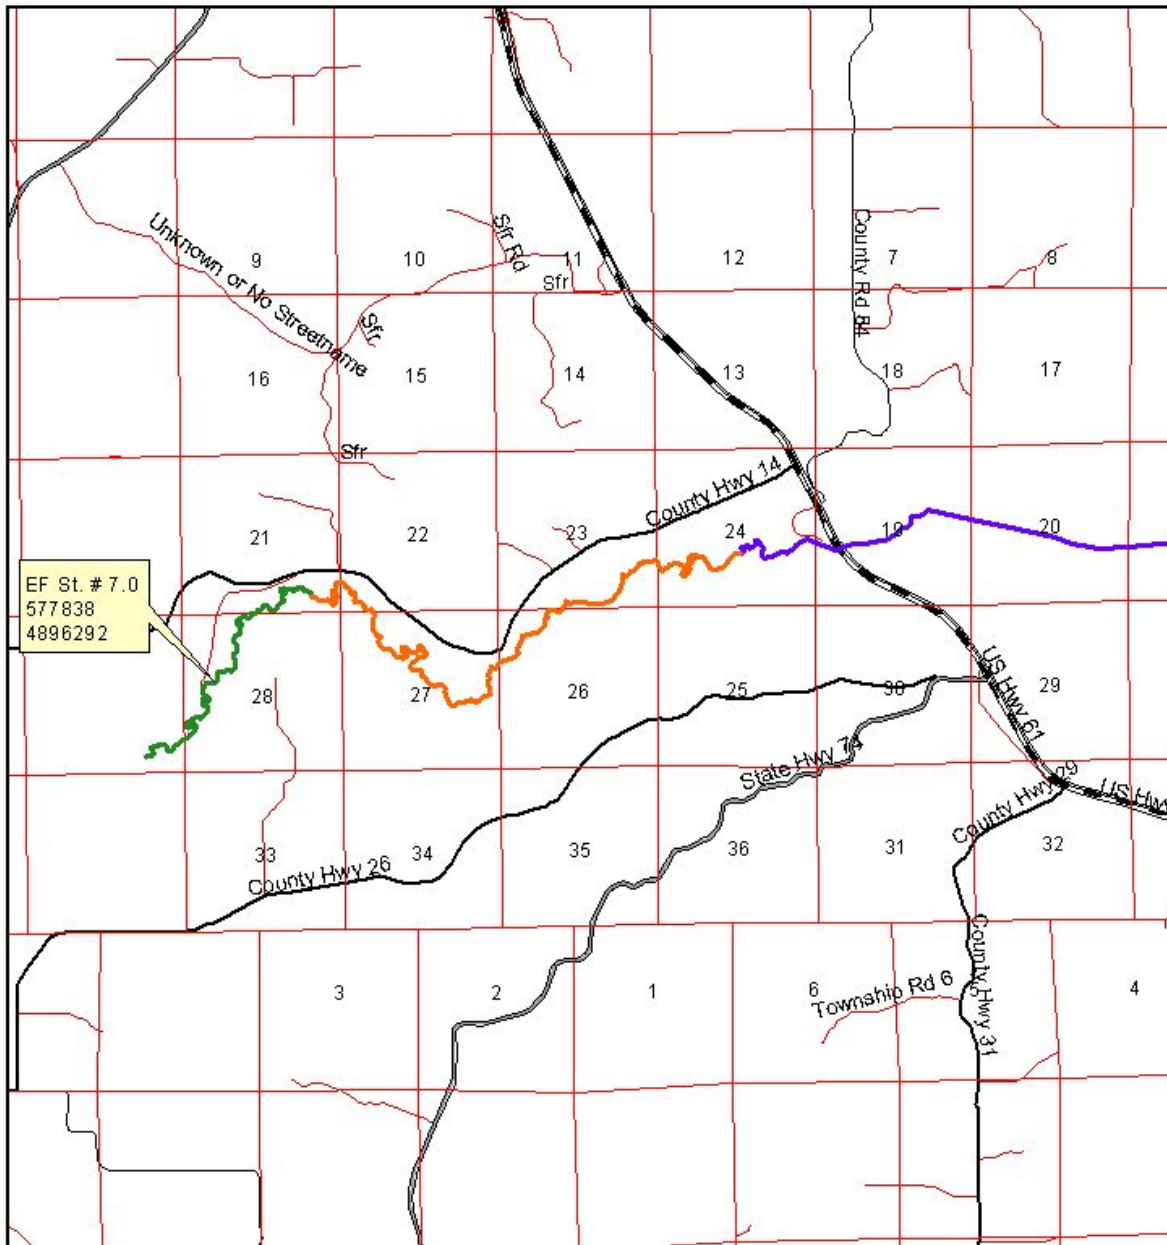 Unknown or No Streetname
Sfr Rd
County Rd 84
9
10
11
12
7
8
Sfr
Sfr
16
15
14
13
18
17
Sfr
County Hwy 14
21
22
23
24
19
20
EF St. # 7.0
577838
4896292
28
27
26
25
30
29
US Hwy 61
State Hwy 74
County Hwy 29
US Hwy
33
34
35
36
31
32
County Hwy 26
County Hwy 31
3
2
1
6
5
4
Township Rd 6